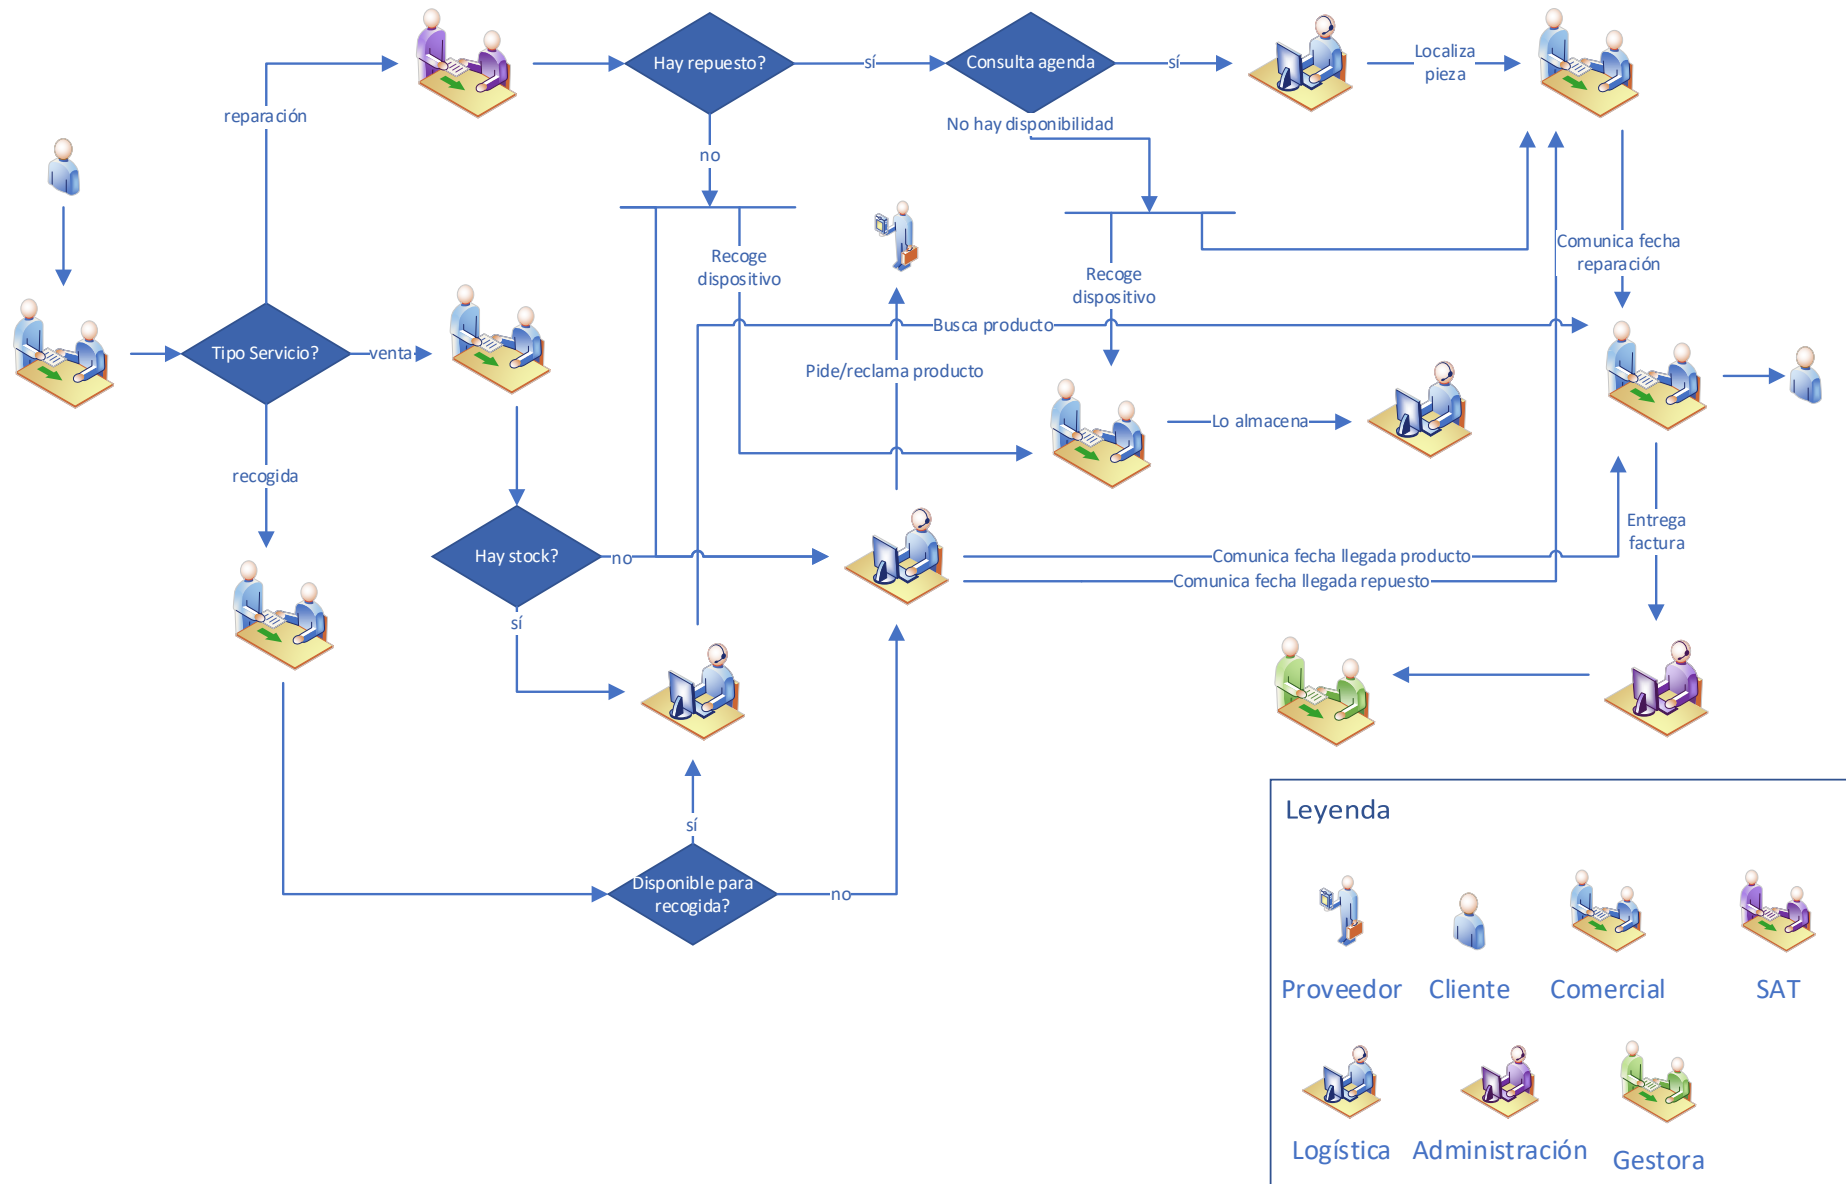 Hay repuesto?
sí
Consulta agenda
sí
Localiza
pieza
reparación
No hay disponibilidad
no
Recoge
dispositivo
Comunica fecha
reparación
Recoge
dispositivo
Busca producto
Tipo Servicio?
venta
Pide/reclama producto
Lo almacena
recogida
Entrega
factura
Hay stock?
no
Comunica fecha llegada producto
Comunica fecha llegada repuesto
sí
sí
Disponible para
recogida?
no
Leyenda
Proveedor
Cliente
Comercial
SAT
Logística
Administración
Gestora